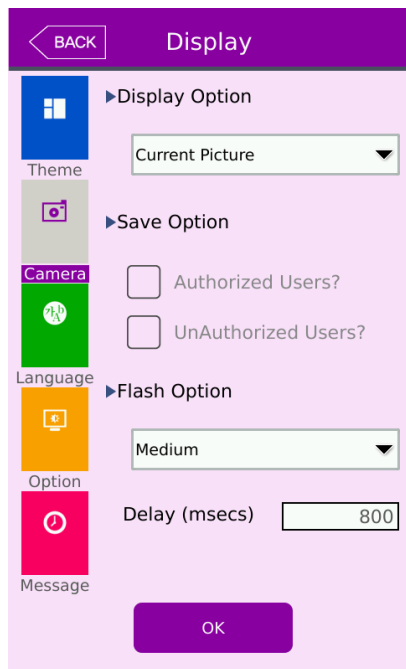 BACK
Display
Theme
Camera
Language
Option
Message
Display Option
Current Picture
Save Option
Authorized Users?
UnAuthorized Users?
Flash Option
Medium
Delay (msecs)
800
OK